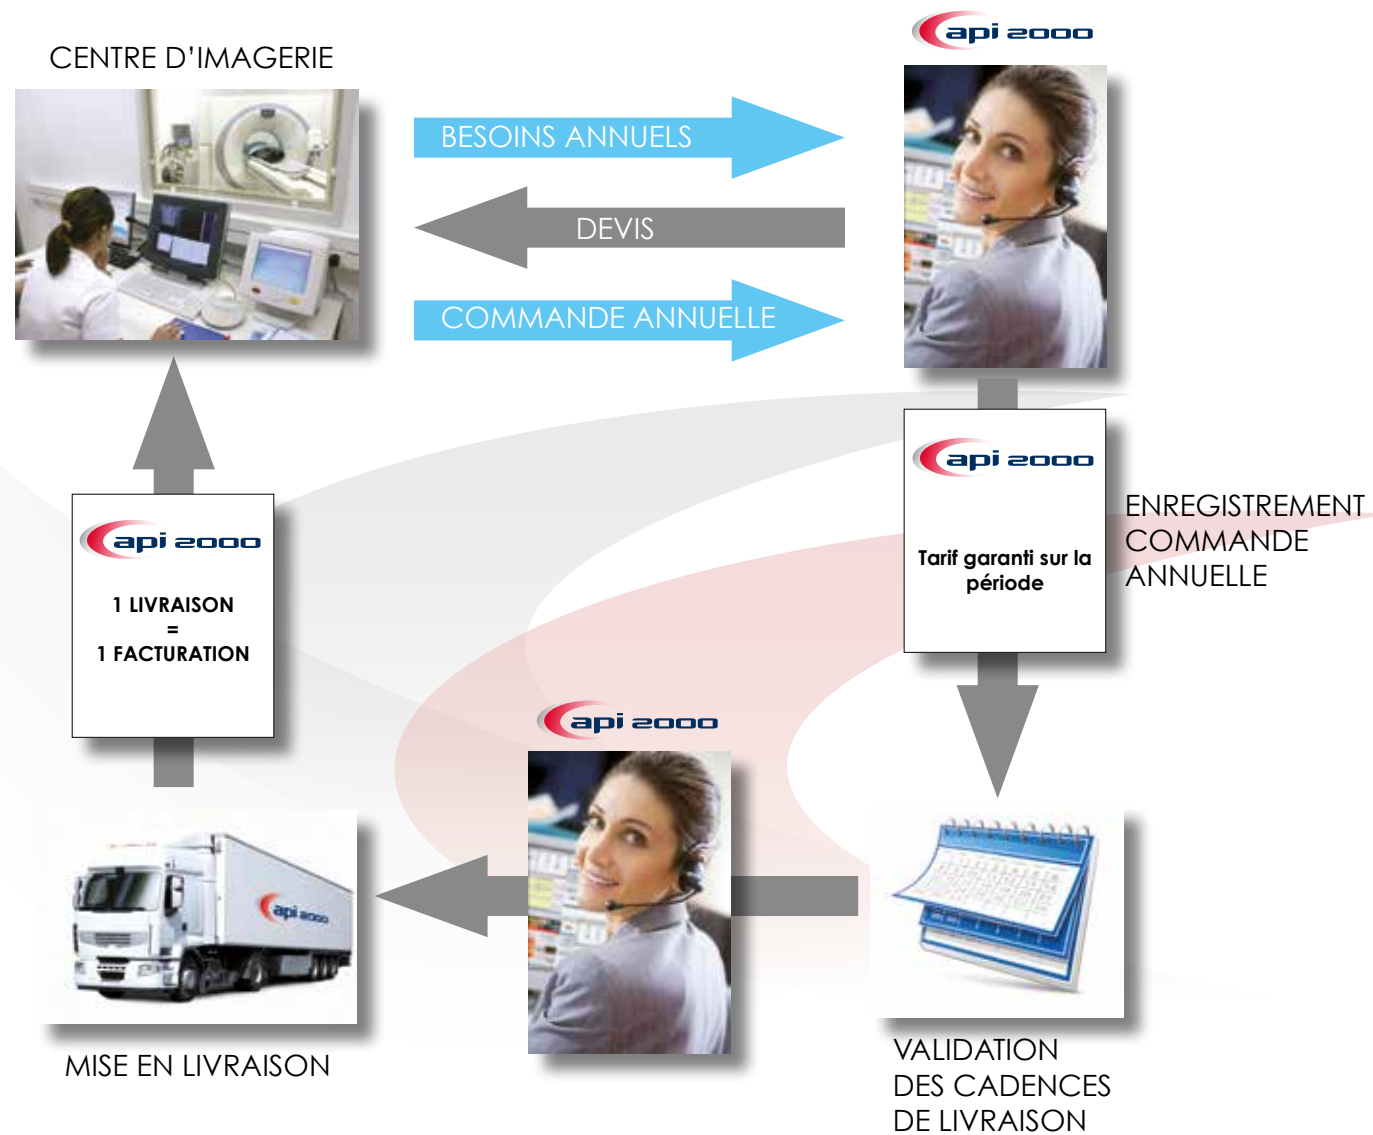 api 2000
CENTRE D’IMAGERIE
BESOINS ANNUELS
DEVIS
COMMANDE ANNUELLE
api 2000
Tarif garanti sur la
période
ENREGISTREMENT
COMMANDE
ANNUELLE
api 2000
1 LIVRAISON
=
1 FACTURATION
api 2000
api 2000
MISE EN LIVRAISON
VALIDATION
DES CADENCES
DE LIVRAISON